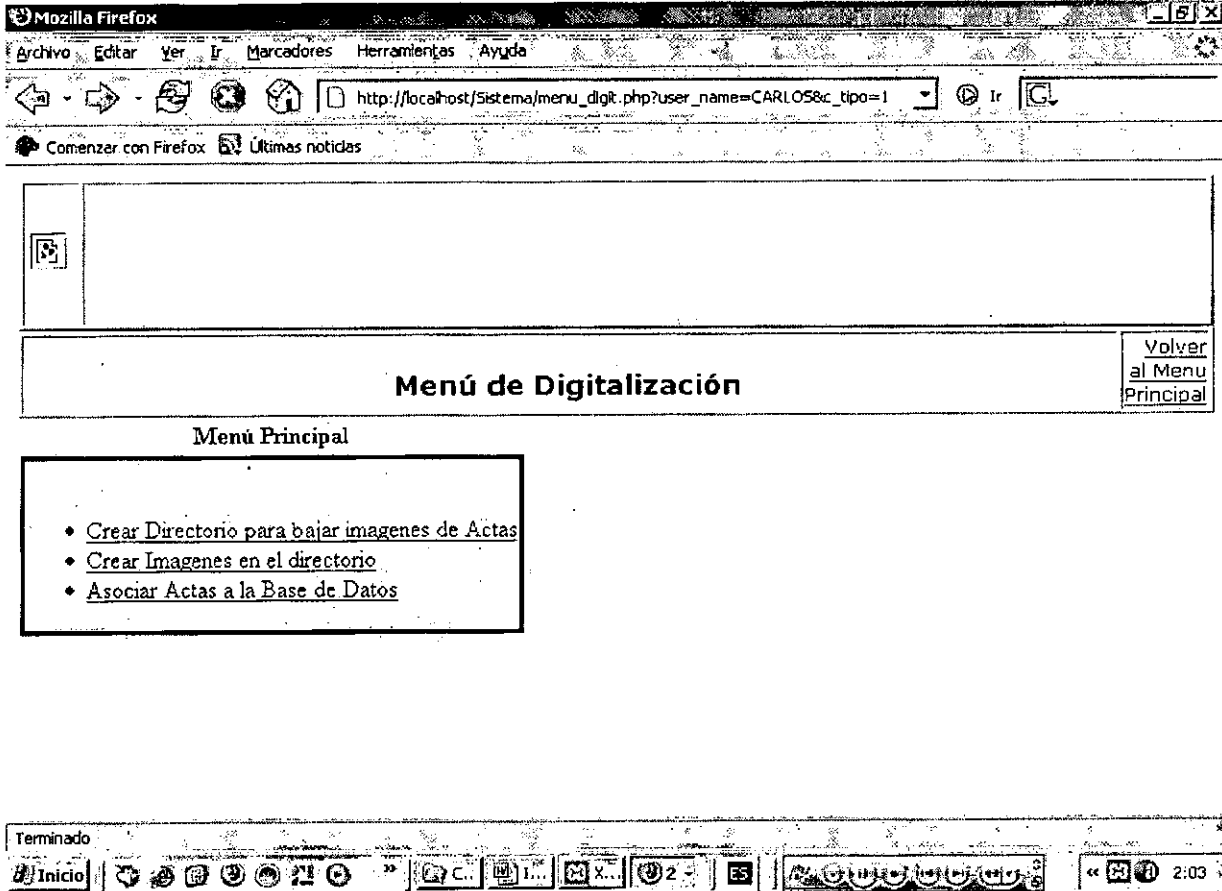 Mozilla Firefox
Archivo Editar Ver Ir Marcadores Herramientas Ayuda
http://localhost/Sistema/menu_digit.php?user_name=CARLOS&c_tipo=1 Ir G
Comenzar con Firefox Últimas noticias
Menú de Digitalización
Volver
al Menu
Principal
Menú Principal
• Crear Directorio para bajar imagenes de Actas
• Crear Imagenes en el directorio
• Asociar Actas a la Base de Datos
Terminado
Inicio » C... I... X... 2 ES « 2:03